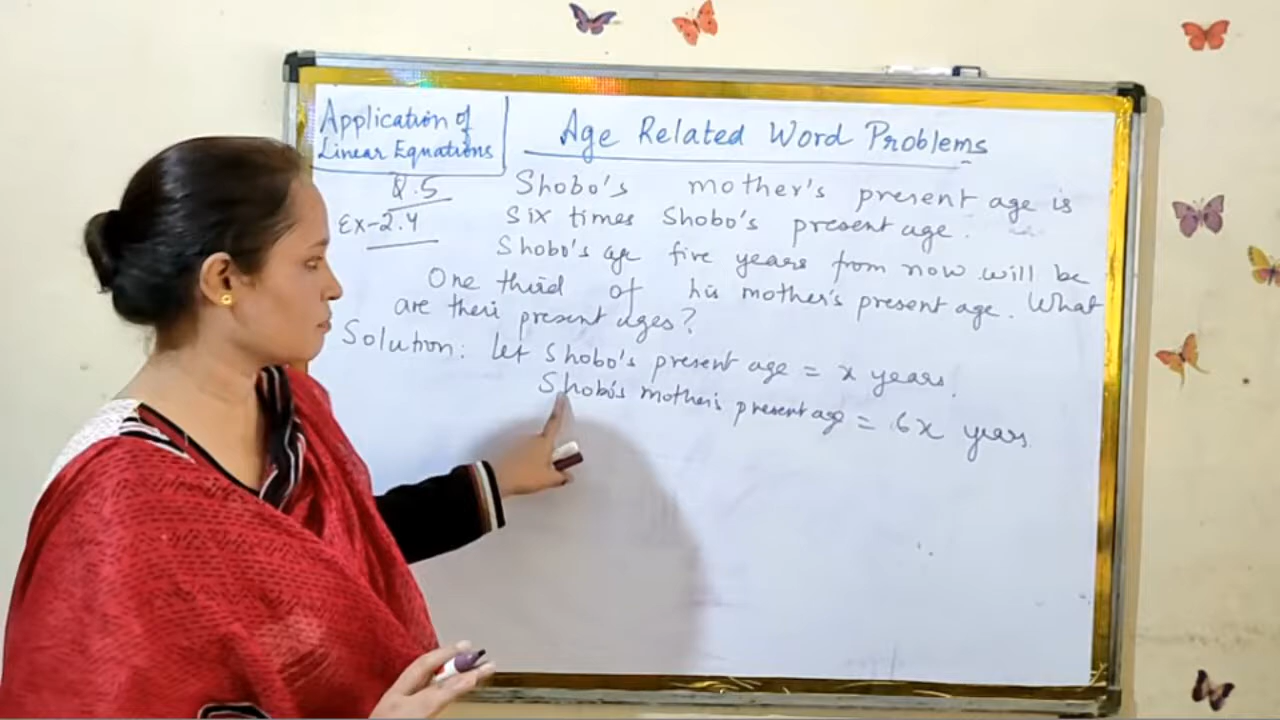 Application of
Linear Equations
Age Related Word Problems
Q.5
Ex-2.4
Shobo's mother's present age is
six times Shobo's present age.
Shobo's age five years from now will be
One third of his mother's present age. What
are their present ages?
Solution: let Shobo's present age = x years.
Shobo's mother's present age = 6x years.